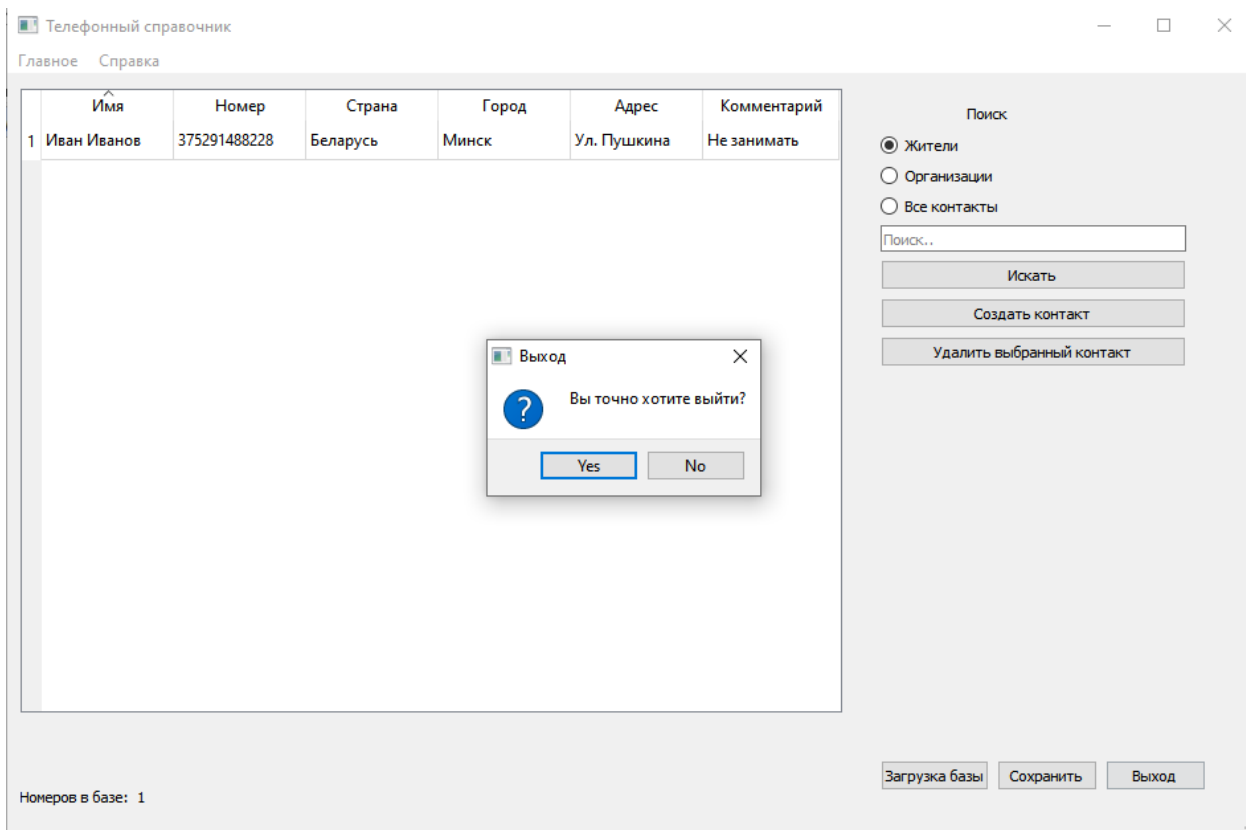 Телефонный справочник
Главное Справка
Имя Номер Страна Город Адрес Комментарий
1 Иван Иванов 375291488228 Беларусь Минск Ул. Пушкина Не занимать
Поиск
Жители
Организации
Все контакты
Поиск..
Искать
Создать контакт
Удалить выбранный контакт
Выход
Вы точно хотите выйти?
?
Yes No
Загрузка базы Сохранить Выход
Номеров в базе: 1